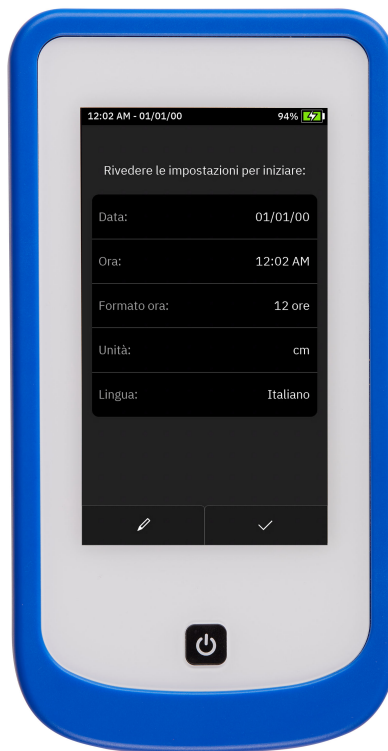 12:02 AM - 01/01/00 94%
Rivedere le impostazioni per iniziare:
Data: 01/01/00
Ora: 12:02 AM
Formato ora: 12 ore
Unità: cm
Lingua: Italiano